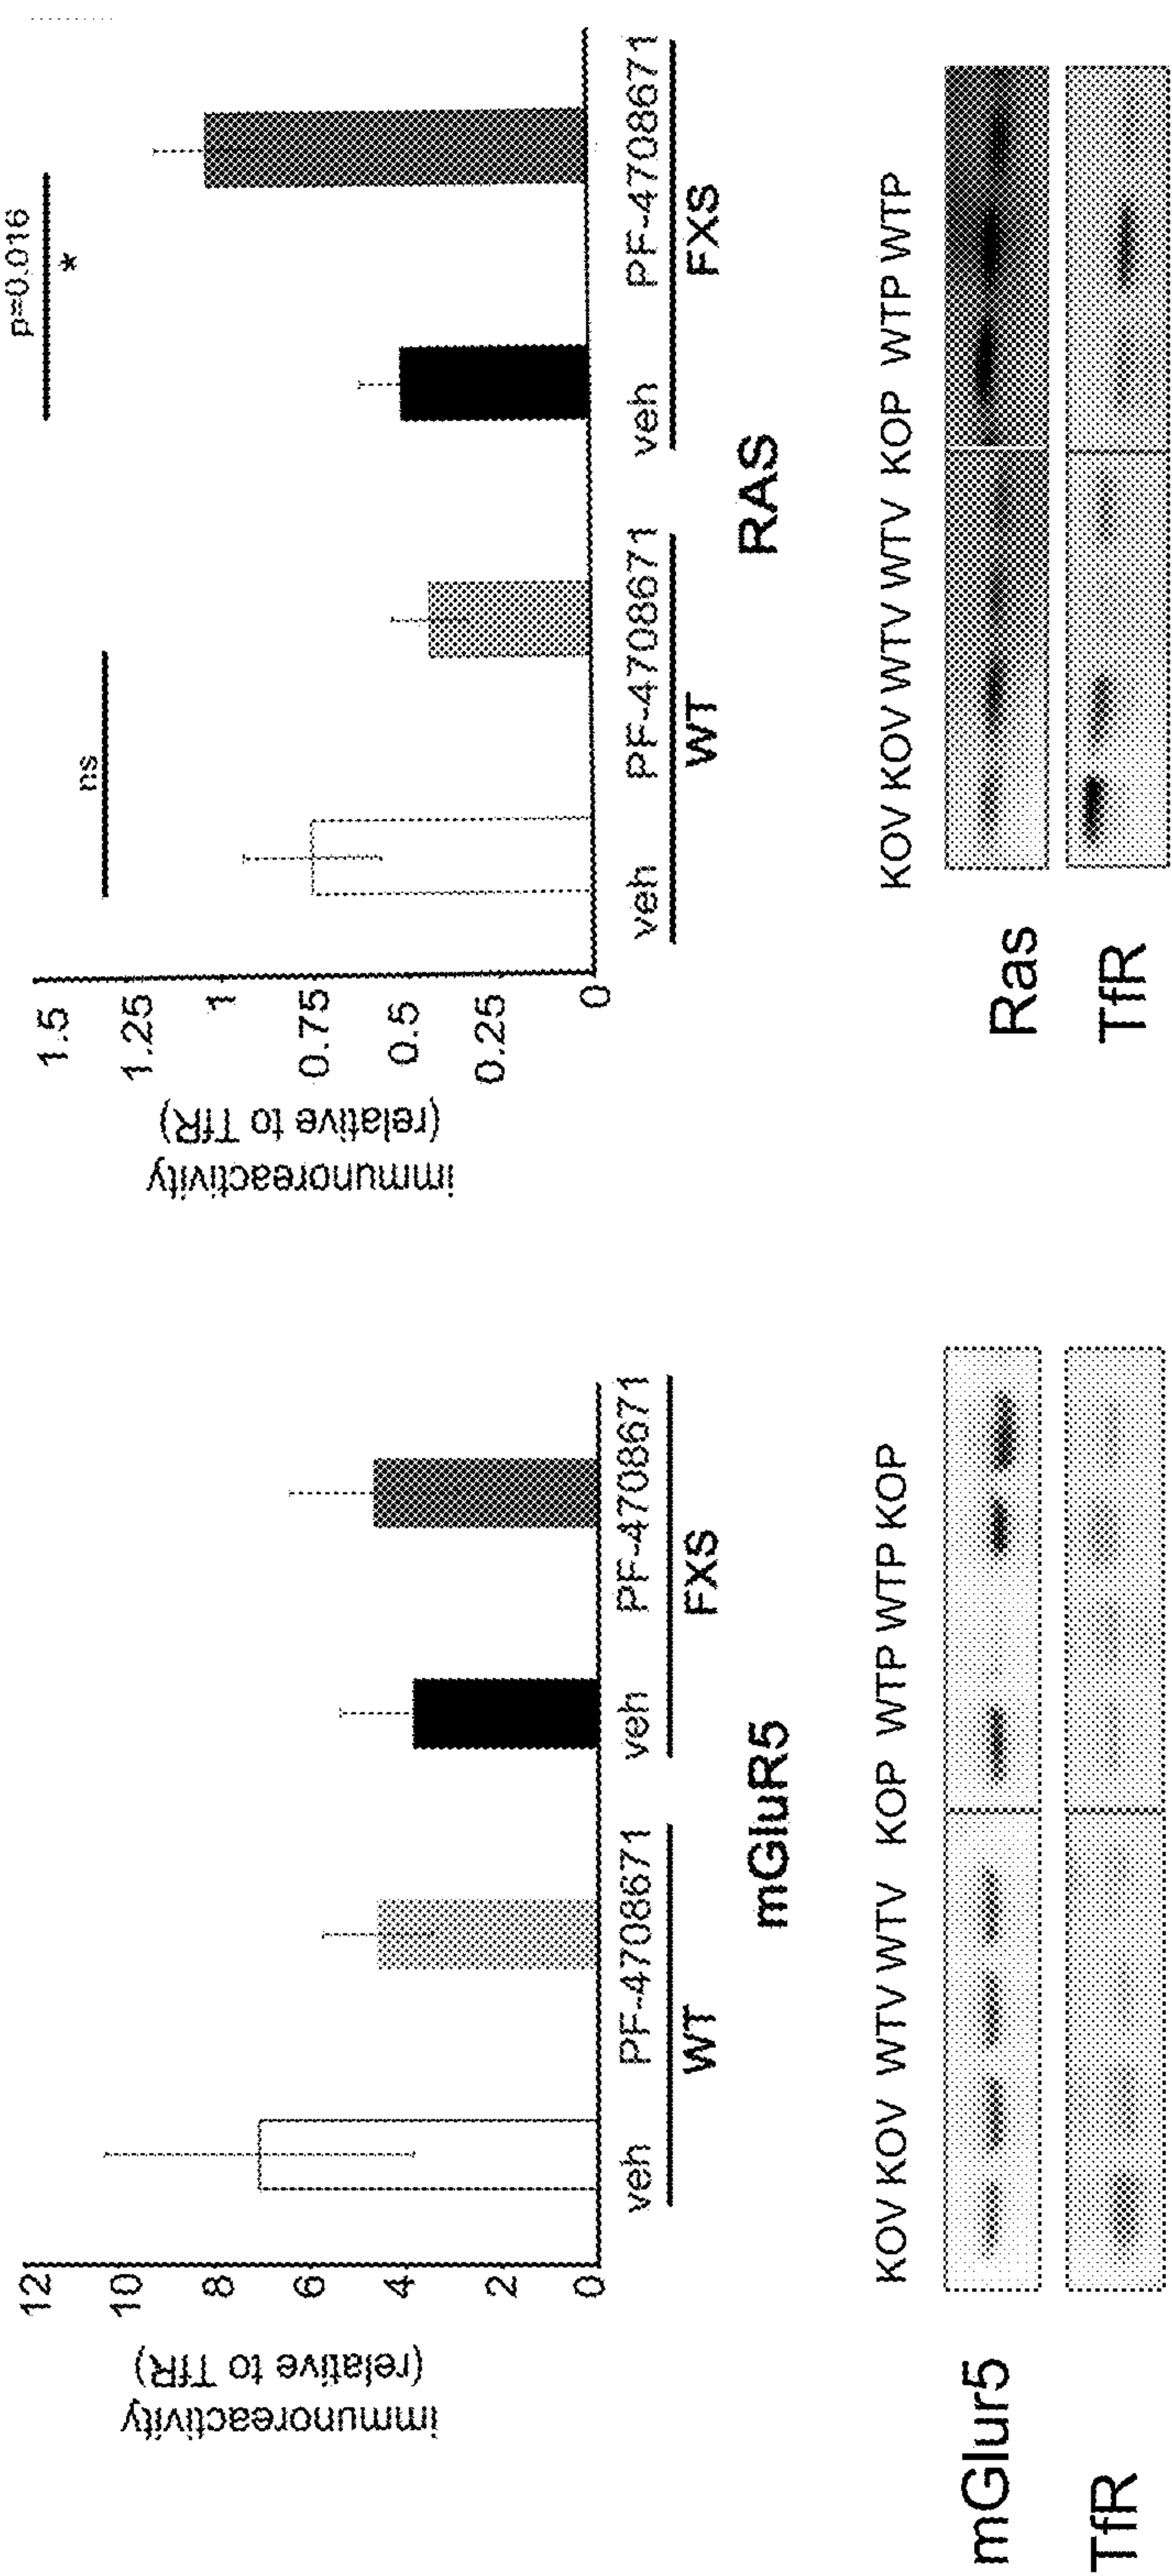 immunoreactivity
(relative to TfR)
12
10
8
6
4
2
0
veh PF-4708671 veh PF-4708671
WT FXS
mGluR5
KOV KOV WTV WTV KOP WTP WTP KOP
mGlur5
TfR
immunoreactivity
(relative to TfR)
1.5
1.25
1
0.75
0.5
0.25
0
ns
p=0.016
*
veh PF-4708671 veh PF-4708671
WT FXS
RAS
KOV KOV WTV WTV KOP WTP WTP
Ras
TfR